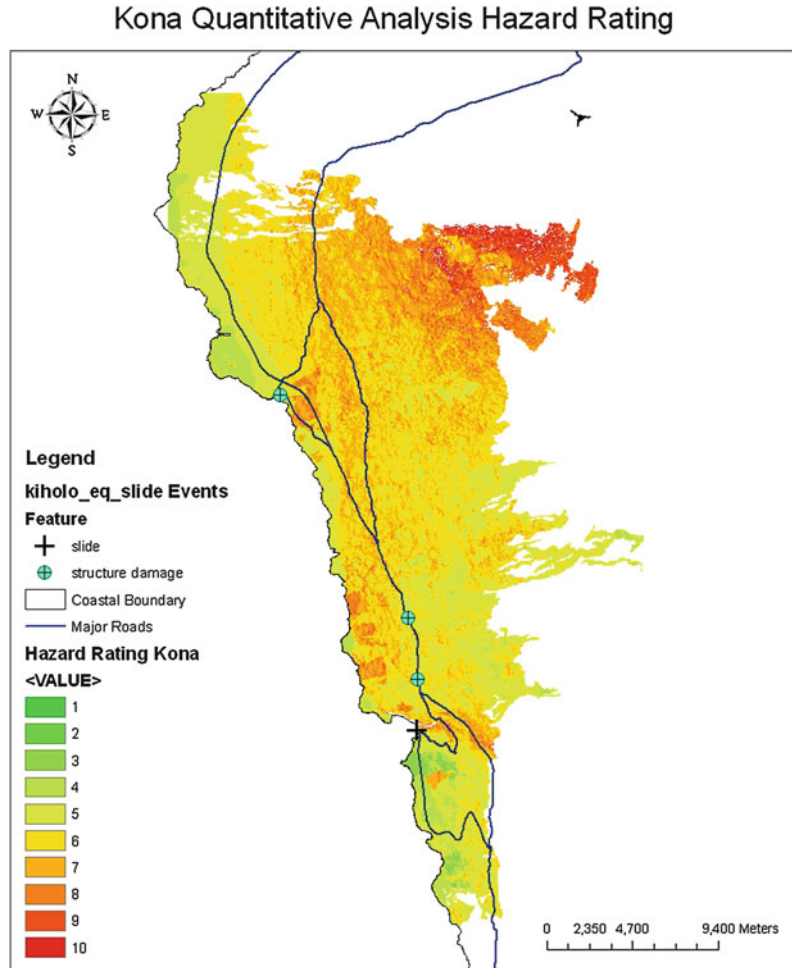 Kona Quantitative Analysis Hazard Rating
N
W E
S
Legend
kiholo_eq_slide Events
Feature
slide
structure damage
Coastal Boundary
Major Roads
Hazard Rating Kona
<VALUE>
1
2
3
4
5
6
7
8
9
10
0 2,350 4,700 9,400 Meters